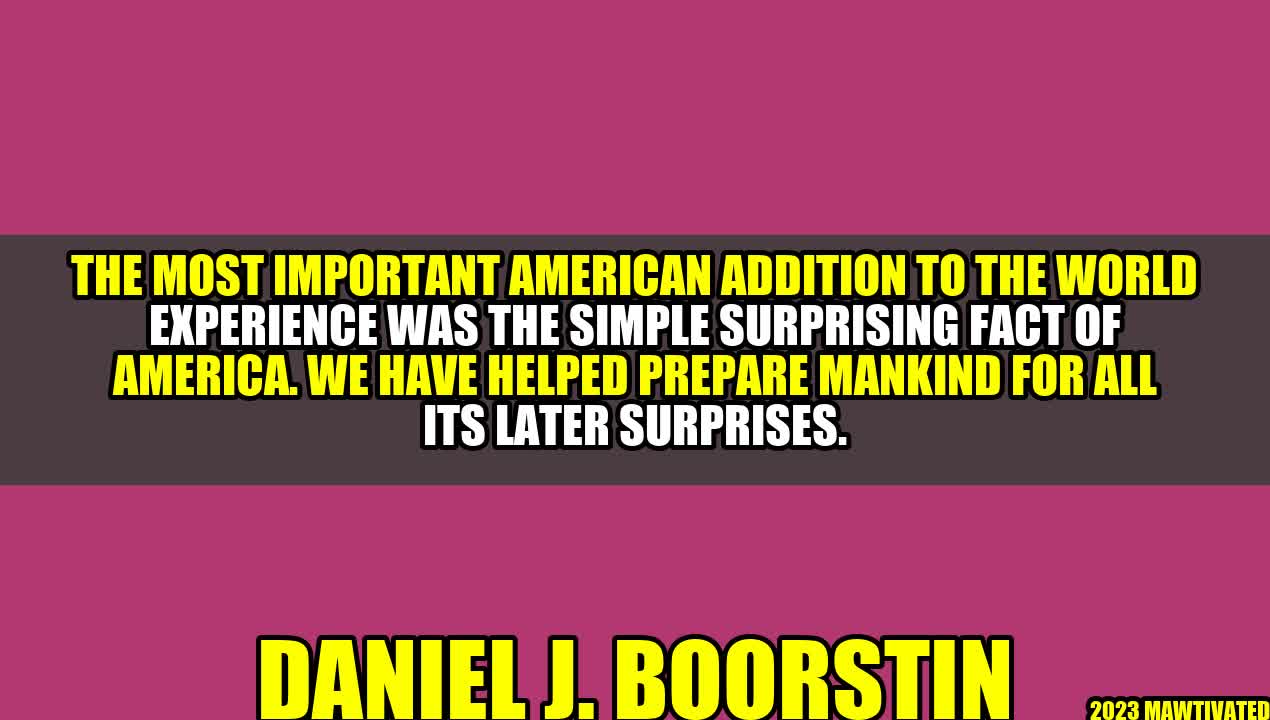 THE MOST IMPORTANT AMERICAN ADDITION TO THE WORLD
EXPERIENCE WAS THE SIMPLE SURPRISING FACT OF
AMERICA. WE HAVE HELPED PREPARE MANKIND FOR ALL
ITS LATER SURPRISES.
DANIEL J. BOORSTIN
2023 MAWTIVATED